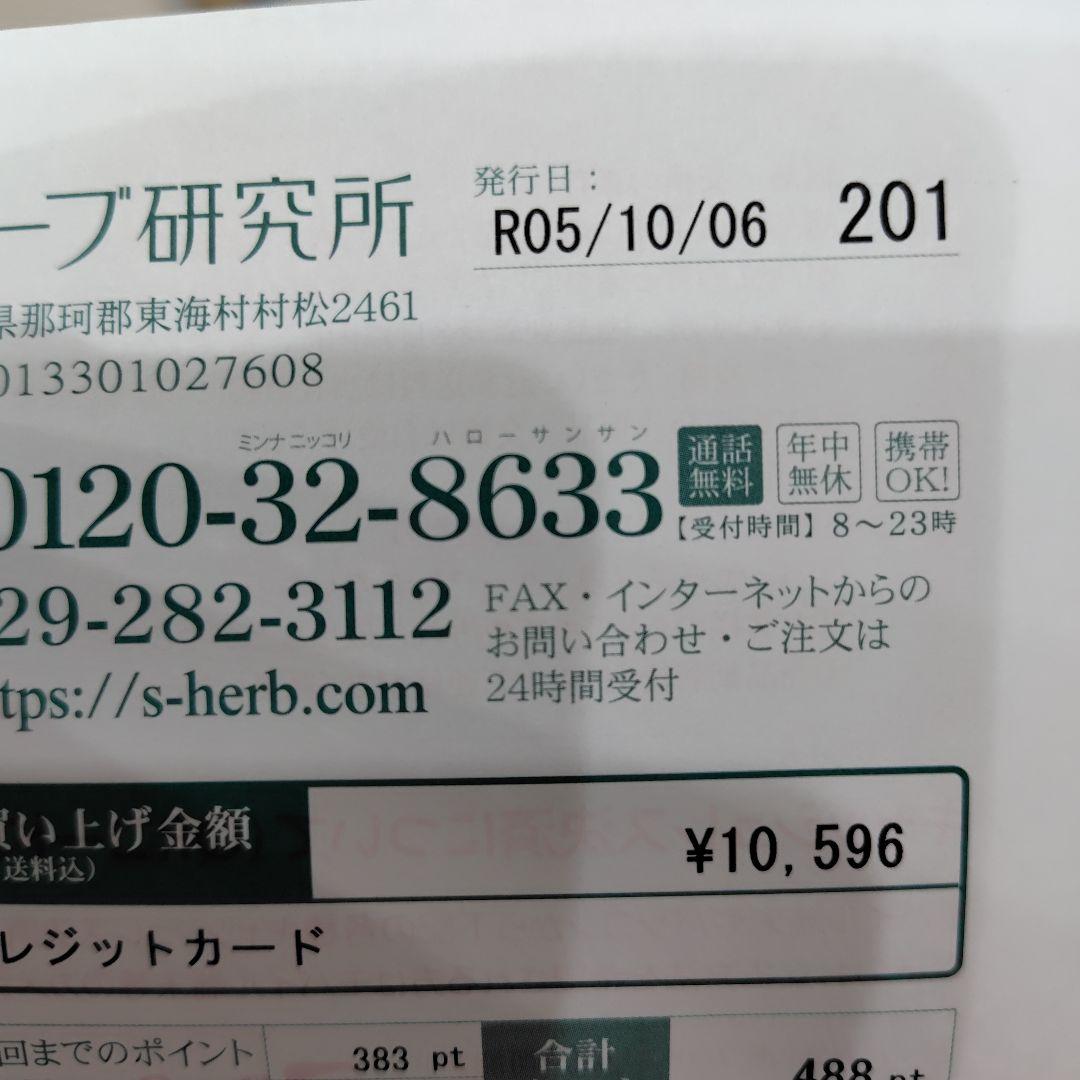 ーブ研究所
発行日：
R05/10/06 201
県那珂郡東海村村松2461
013301027608
ミンナニッコリ ハローサンサン
0120-32-8633
通話無料
年中無休
携帯OK!
【受付時間】8〜23時
29-282-3112
FAX・インターネットからの
お問い合わせ・ご注文は
24時間受付
tps://s-herb.com
買い上げ金額
送料込）
¥10,596
レジットカード
回までのポイント 383 pt 合計 488 pt